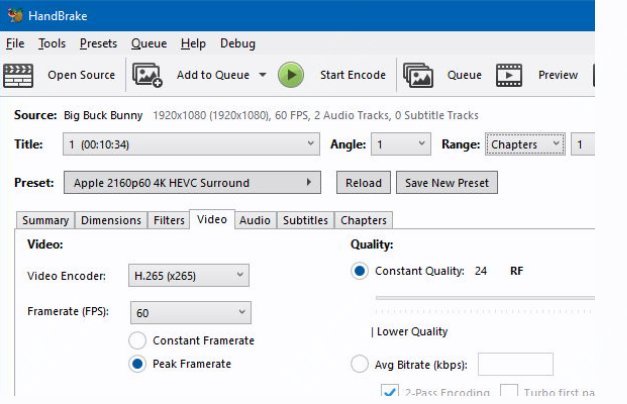 HandBrake
File Tools Presets Queue Help Debug
Open Source Add to Queue Start Encode Queue Preview
Source: Big Buck Bunny 1920x1080 (1920x1080), 60 FPS, 2 Audio Tracks, 0 Subtitle Tracks
Title: 1 (00:10:34) Angle: 1 Range: Chapters 1
Preset: Apple 2160p60 4K HEVC Surround Reload Save New Preset
Summary Dimensions Filters Video Audio Subtitles Chapters
Video: Quality:
Video Encoder: H.265 (x265) Constant Quality: 24 RF
Framerate (FPS): 60
| Lower Quality
Constant Framerate
Peak Framerate Avg Bitrate (kbps):
2-Pass Encoding Turbo first pa